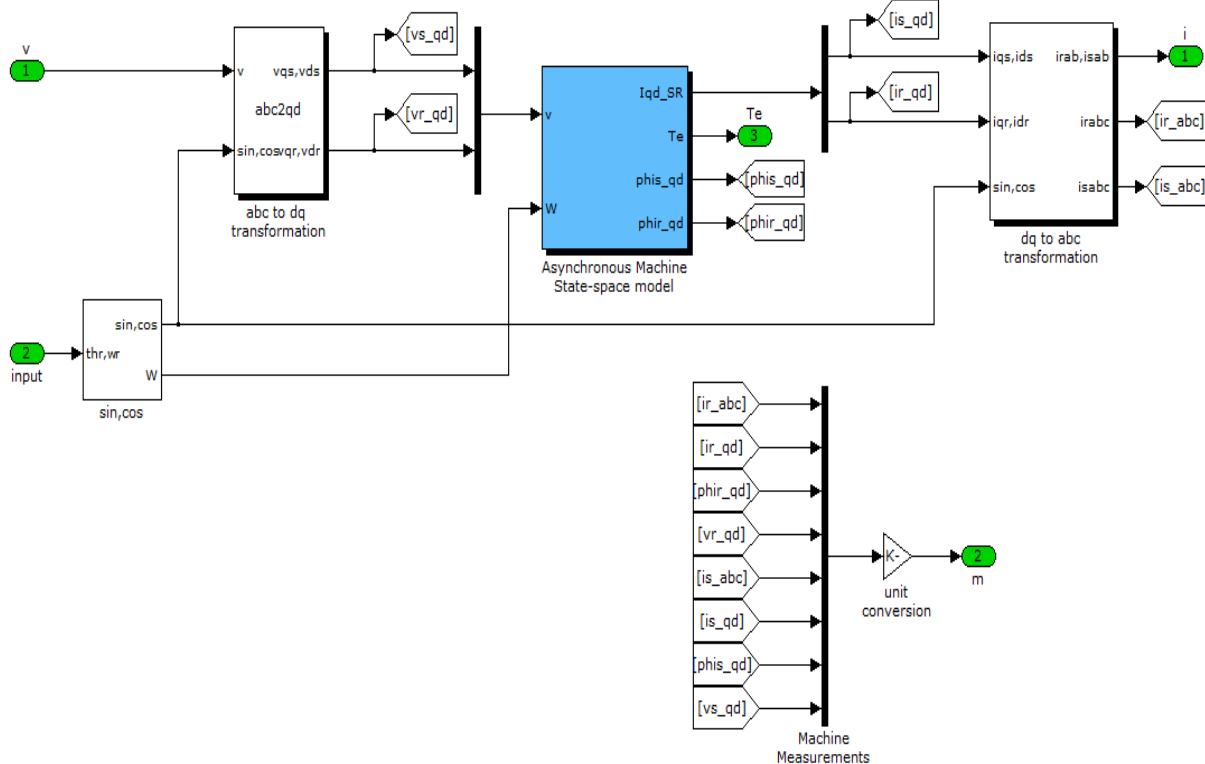 v
1
v
vqs,vds
abc2qd
sin,cosvqr,vdr
abc to dq
transformation
[vs_qd]
[vr_qd]
v
W
Iqd_SR
Te
phis_qd
phir_qd
Asynchronous Machine
State-space model
Te
3
[phis_qd]
[phir_qd]
[is_qd]
[ir_qd]
iqs,ids
iqr,idr
sin,cos
irab,isab
irabc
isabc
dq to abc
transformation
i
1
[ir_abc]
[is_abc]
2
input
thr,wr
sin,cos
W
sin,cos
[ir_abc]
[ir_qd]
[phir_qd]
[vr_qd]
[is_abc]
[is_qd]
[phis_qd]
[vs_qd]
Machine
Measurements
K-
unit
conversion
2
m